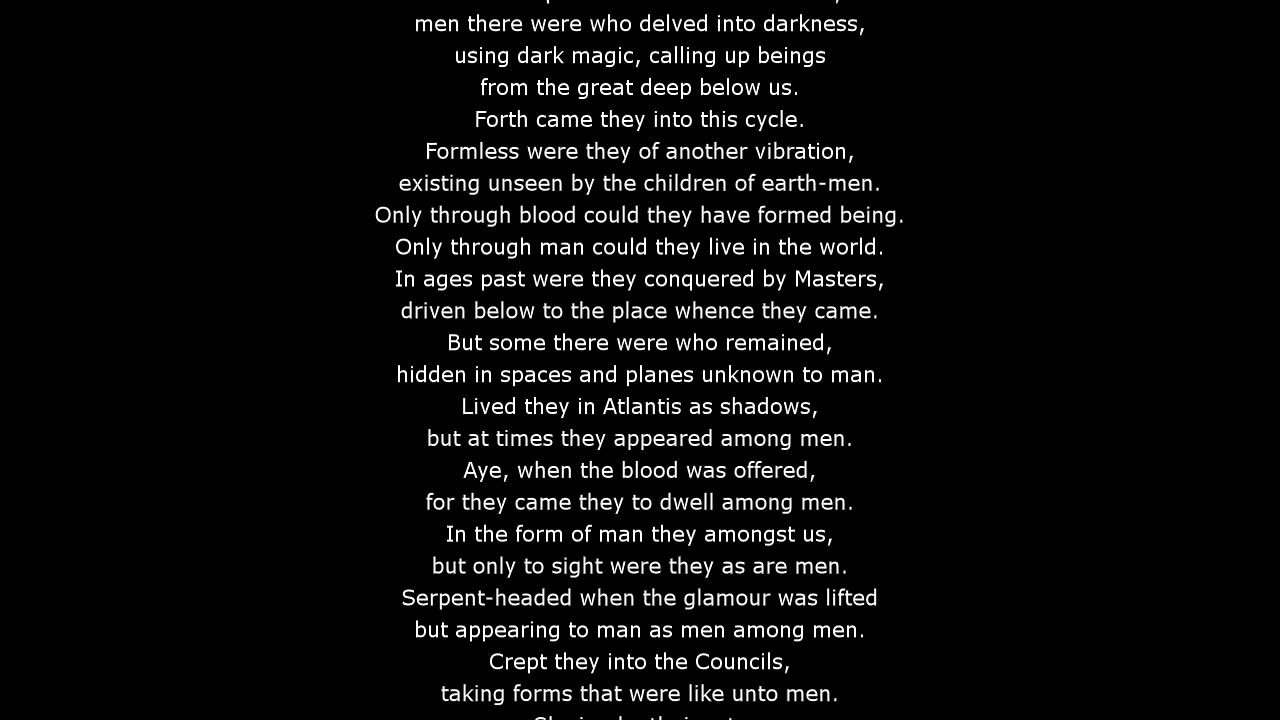 men there were who delved into darkness,
using dark magic, calling up beings
from the great deep below us.
Forth came they into this cycle.
Formless were they of another vibration,
existing unseen by the children of earth-men.
Only through blood could they have formed being.
Only through man could they live in the world.
In ages past were they conquered by Masters,
driven below to the place whence they came.
But some there were who remained,
hidden in spaces and planes unknown to man.
Lived they in Atlantis as shadows,
but at times they appeared among men.
Aye, when the blood was offered,
for they came they to dwell among men.
In the form of man they amongst us,
but only to sight were they as are men.
Serpent-headed when the glamour was lifted
but appearing to man as men among men.
Crept they into the Councils,
taking forms that were like unto men.